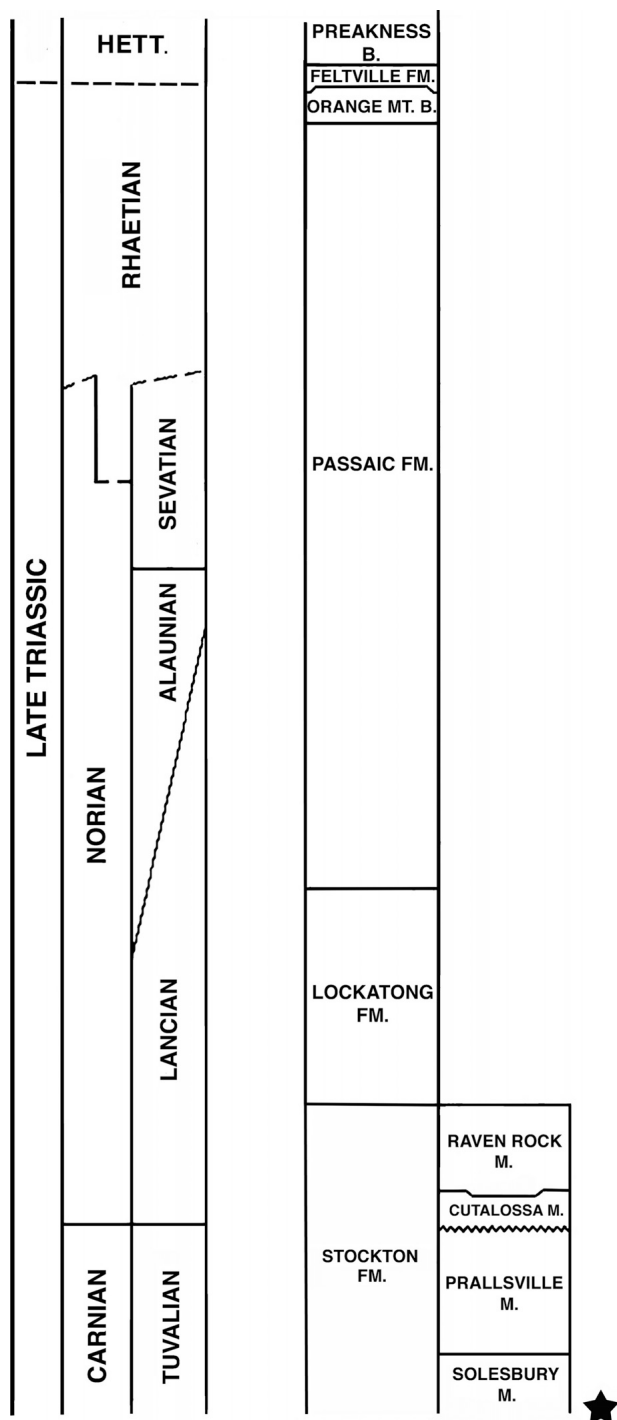 HETT.
RHAETIAN
SEVATIAN
ALAUNIAN
LATE TRIASSIC
NORIAN
LANCIAN
CARNIAN
TUVALIAN
PREAKNESS
B.
FELTVILLE FM.
ORANGE MT. B.
PASSAIC FM.
LOCKATONG
FM.
STOCKTON
FM.
RAVEN ROCK
M.
CUTALOSSA M.
PRALLSVILLE
M.
SOLESBURY
M.